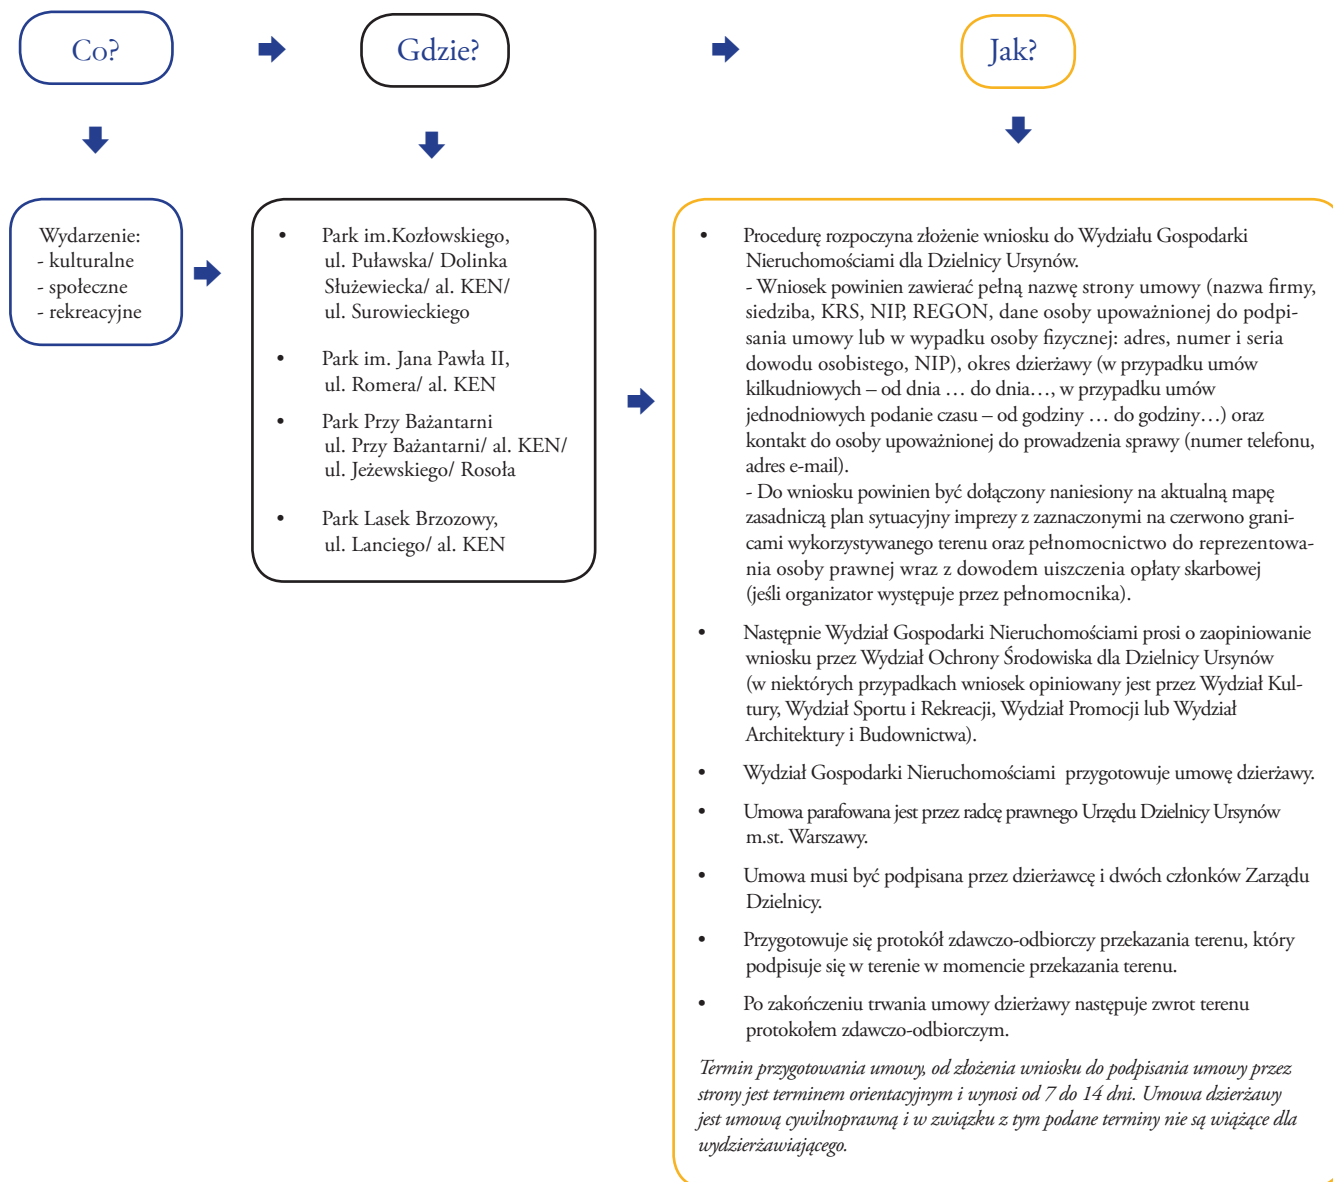 Co?
Gdzie?
Jak?
Wydarzenie:
- kulturalne
- społeczne
- rekreacyjne
• Park im.Kozłowskiego,
ul. Puławska/ Dolinka
Służewiecka/ al. KEN/
ul. Surowieckiego
• Park im. Jana Pawła II,
ul. Romera/ al. KEN
• Park Przy Bażantarni
ul. Przy Bażantarni/ al. KEN/
ul. Jeżewskiego/ Rosoła
• Park Lasek Brzozowy,
ul. Lanciego/ al. KEN
• Procedurę rozpoczyna złożenie wniosku do Wydziału Gospodarki
Nieruchomościami dla Dzielnicy Ursynów.
- Wniosek powinien zawierać pełną nazwę strony umowy (nazwa firmy,
siedziba, KRS, NIP, REGON, dane osoby upoważnionej do podpi-
sania umowy lub w wypadku osoby fizycznej: adres, numer i seria
dowodu osobistego, NIP), okres dzierżawy (w przypadku umów
kilkudniowych – od dnia … do dnia…, w przypadku umów
jednodniowych podanie czasu – od godziny … do godziny…) oraz
kontakt do osoby upoważnionej do prowadzenia sprawy (numer telefonu,
adres e-mail).
- Do wniosku powinien być dołączony naniesiony na aktualną mapę
zasadniczą plan sytuacyjny imprezy z zaznaczonymi na czerwono grani-
cami wykorzystywanego terenu oraz pełnomocnictwo do reprezentowa-
nia osoby prawnej wraz z dowodem uiszczenia opłaty skarbowej
(jeśli organizator występuje przez pełnomocnika).
• Następnie Wydział Gospodarki Nieruchomościami prosi o zaopiniowanie
wniosku przez Wydział Ochrony Środowiska dla Dzielnicy Ursynów
(w niektórych przypadkach wniosek opiniowany jest przez Wydział Kul-
tury, Wydział Sportu i Rekreacji, Wydział Promocji lub Wydział
Architektury i Budownictwa).
• Wydział Gospodarki Nieruchomościami przygotowuje umowę dzierżawy.
• Umowa parafowana jest przez radcę prawnego Urzędu Dzielnicy Ursynów
m.st. Warszawy.
• Umowa musi być podpisana przez dzierżawcę i dwóch członków Zarządu
Dzielnicy.
• Przygotowuje się protokół zdawczo-odbiorczy przekazania terenu, który
podpisuje się w terenie w momencie przekazania terenu.
• Po zakończeniu trwania umowy dzierżawy następuje zwrot terenu
protokołem zdawczo-odbiorczym.
Termin przygotowania umowy, od złożenia wniosku do podpisania umowy przez
strony jest terminem orientacyjnym i wynosi od 7 do 14 dni. Umowa dzierżawy
jest umową cywilnoprawną i w związku z tym podane terminy nie są wiążące dla
wydzierżawiającego.